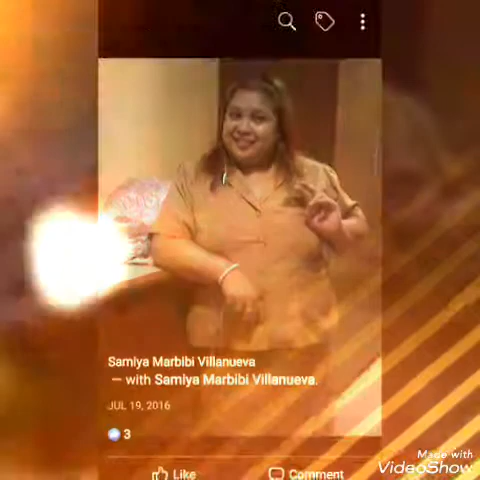 Samiya Marbibi Villanueva
— with Samiya Marbibi Villanueva.
JUL 19, 2016
3
Like Comment
Made with
VideoShow